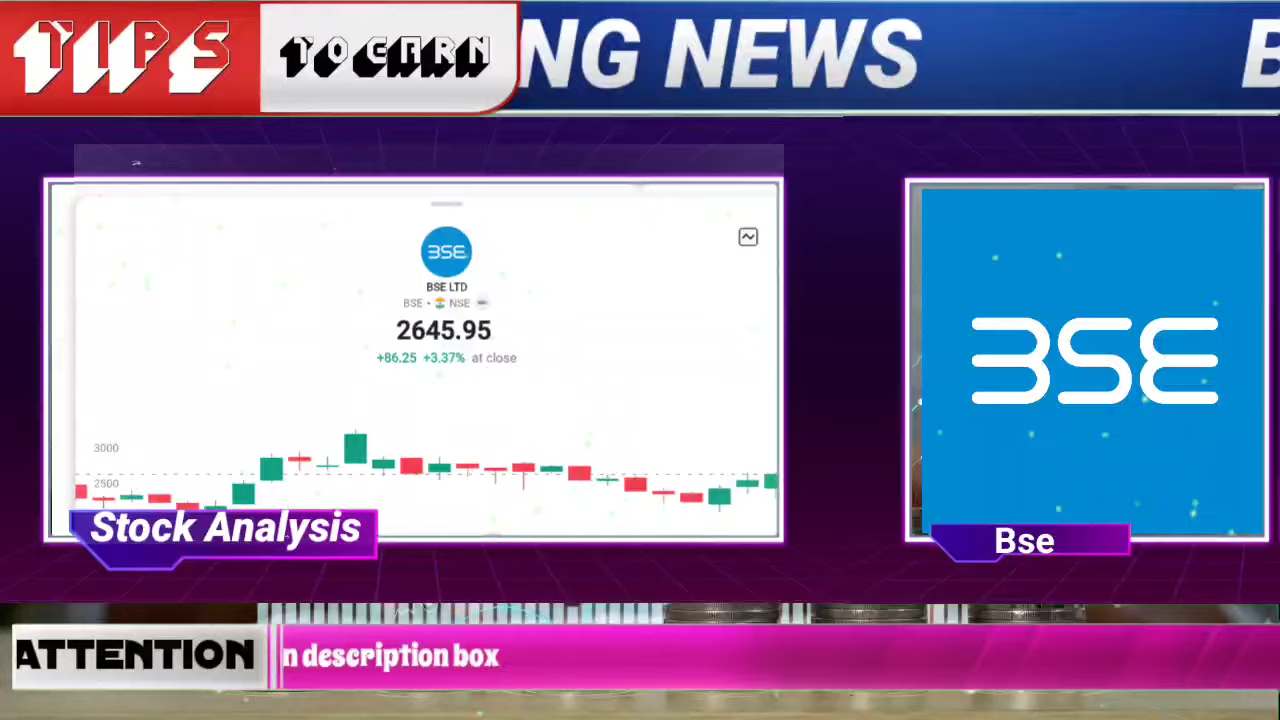 TIPS
TO EARN
NG NEWS
B
BSE
BSE LTD
BSE • NSE
2645.95
+86.25 +3.37% at close
3000
2500
Stock Analysis
BSE
Bse
ATTENTION
n description box